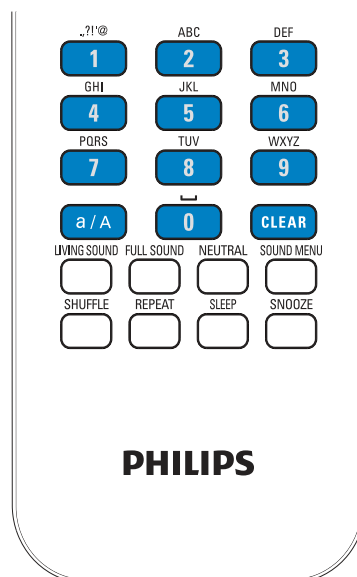 .,?!'@ ABC DEF
1 2 3
GHI JKL MNO
4 5 6
PQRS TUV WXYZ
7 8 9
a/A 0 CLEAR
LIVING SOUND FULL SOUND NEUTRAL SOUND MENU
SHUFFLE REPEAT SLEEP SNOOZE
PHILIPS